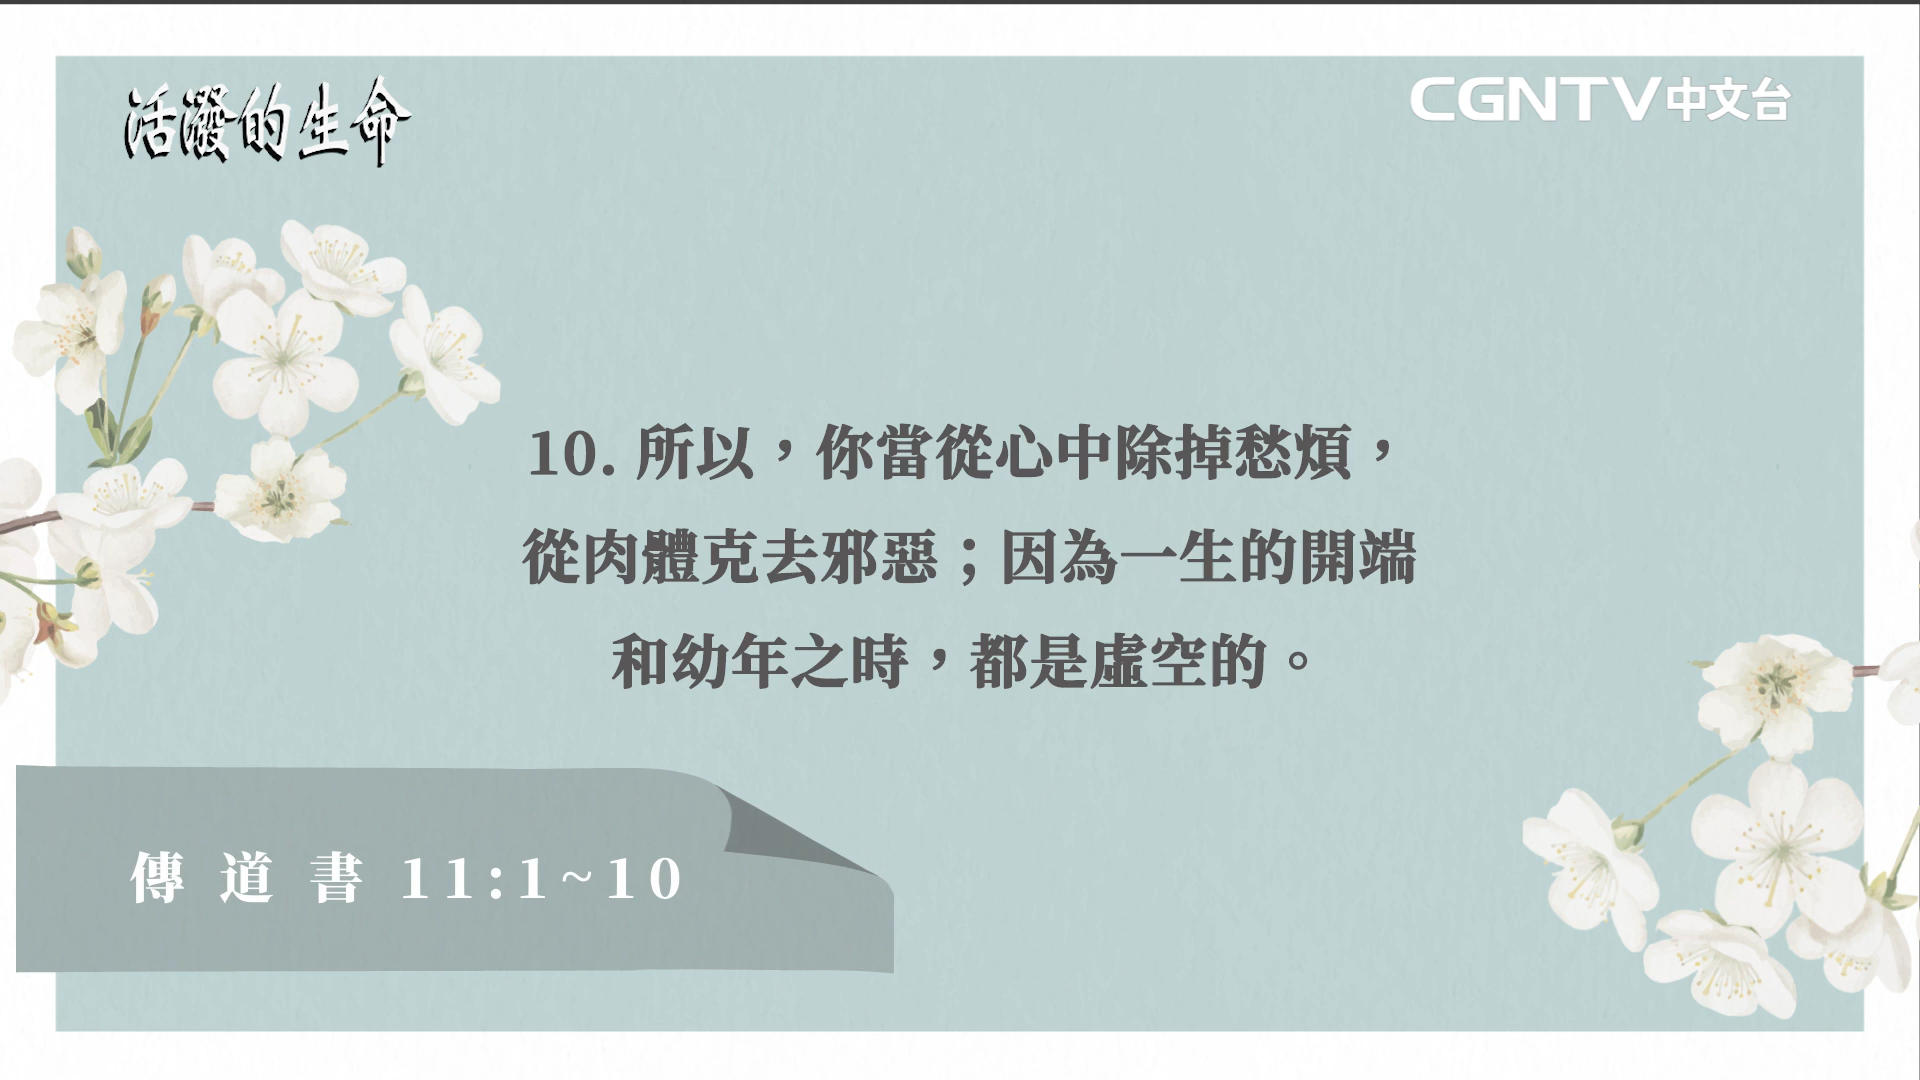 活潑的生命
CGNTV中文台
10. 所以，你當從心中除掉愁煩，
從肉體克去邪惡；因為一生的開端
和幼年之時，都是虛空的。
傳 道 書 11:1~10